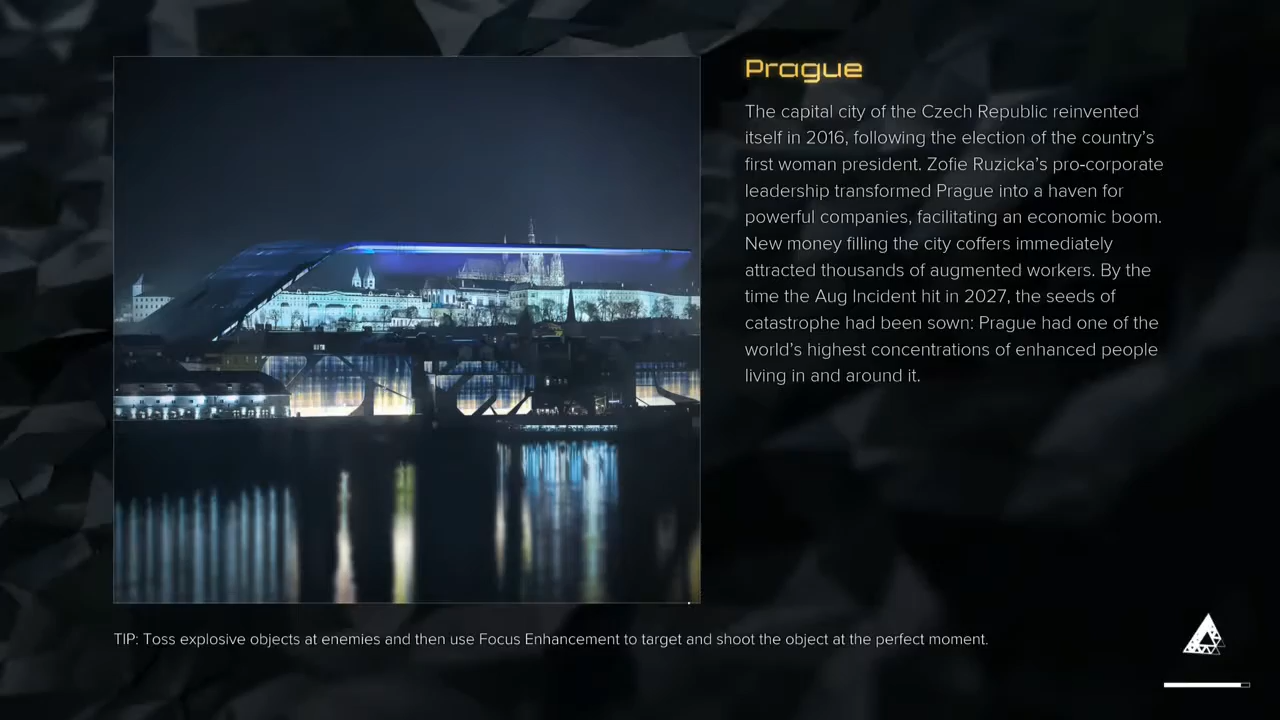 Prague
The capital city of the Czech Republic reinvented
itself in 2016, following the election of the country's
first woman president. Zofie Ruzicka's pro-corporate
leadership transformed Prague into a haven for
powerful companies, facilitating an economic boom.
New money filling the city coffers immediately
attracted thousands of augmented workers. By the
time the Aug Incident hit in 2027, the seeds of
catastrophe had been sown: Prague had one of the
world's highest concentrations of enhanced people
living in and around it.
TIP: Toss explosive objects at enemies and then use Focus Enhancement to target and shoot the object at the perfect moment.